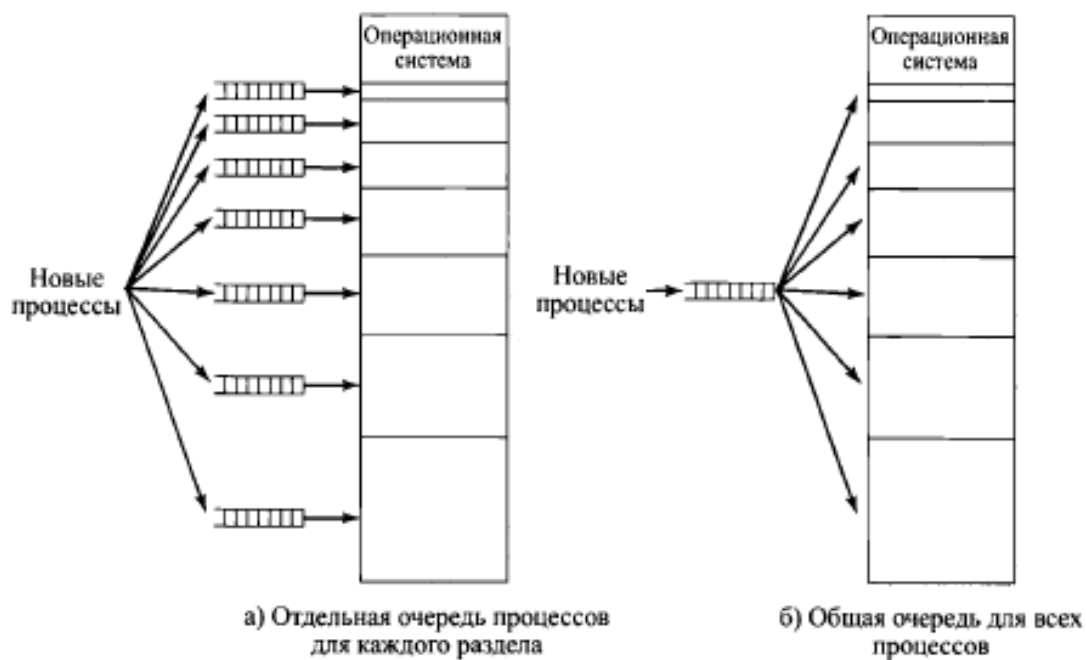 Операционная
система
Операционная
система
Новые
процессы
Новые
процессы
а) Отдельная очередь процессов
для каждого раздела
б) Общая очередь для всех
процессов